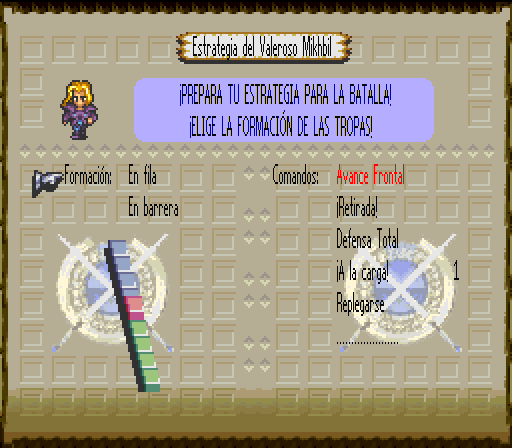 Estrategia del Valeroso Mikhbil
¡PREPARA TU ESTRATEGIA PARA LA BATALLA!
¡ELIGE LA FORMACIÓN DE LAS TROPAS!
Formación: En fila Comandos: Avance Frontal
En barrera ¡Retirada!
Defensa Total
¡A la carga! 1
Replegarse
....................